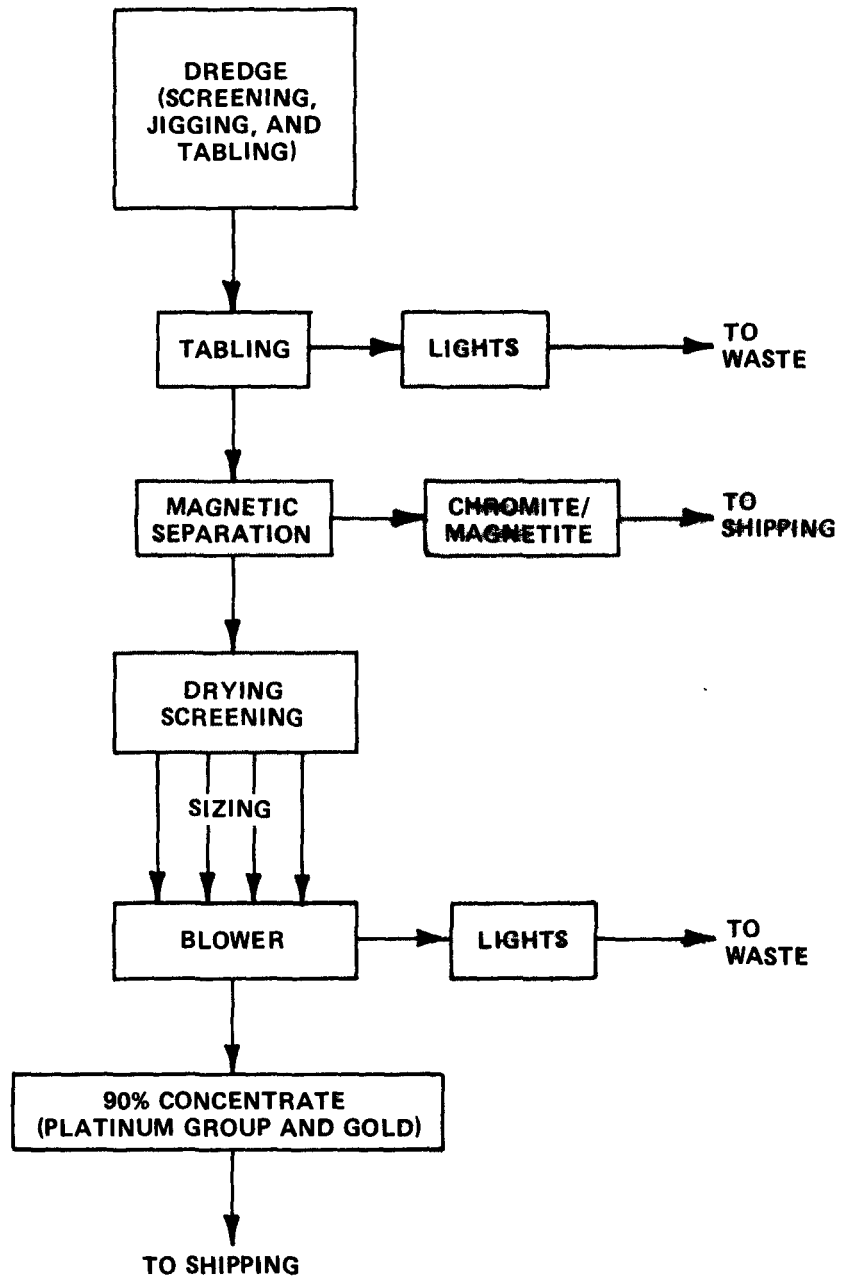 DREDGE
(SCREENING,
JIGGING, AND
TABLING)
TABLING
LIGHTS
TO
WASTE
MAGNETIC
SEPARATION
CHROMITE/
MAGNETITE
TO
SHIPPING
DRYING
SCREENING
SIZING
BLOWER
LIGHTS
TO
WASTE
90% CONCENTRATE
(PLATINUM GROUP AND GOLD)
TO SHIPPING